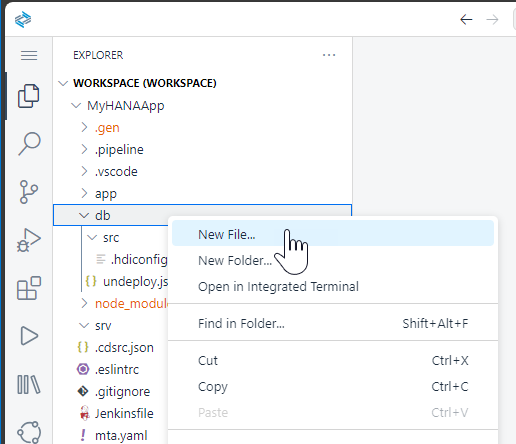 EXPLORER
WORKSPACE (WORKSPACE)
MyHANAApp
.gen
.pipeline
.vscode
app
db
New File...
src
.hdiconfig
New Folder...
undeploy.js
Open in Integrated Terminal
node_modul
srv
Find in Folder... Shift+Alt+F
.cdsrc.json
.eslintrc
Cut Ctrl+X
.gitignore
Copy Ctrl+C
Jenkinsfile
Paste Ctrl+V
mta.yaml